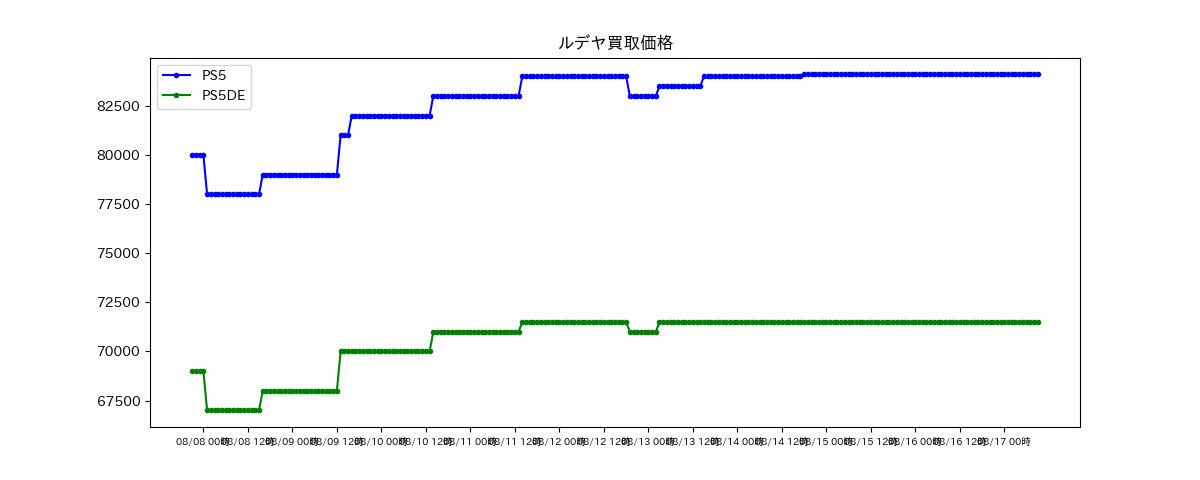 ルデヤ買取価格
PS5
PS5DE
82500
80000
77500
75000
72500
70000
67500
08/08 00時
08/08 12時
08/09 00時
08/09 12時
08/10 00時
08/10 12時
08/11 00時
08/11 12時
08/12 00時
08/12 12時
08/13 00時
08/13 12時
08/14 00時
08/14 12時
08/15 00時
08/15 12時
08/16 00時
08/16 12時
08/17 00時